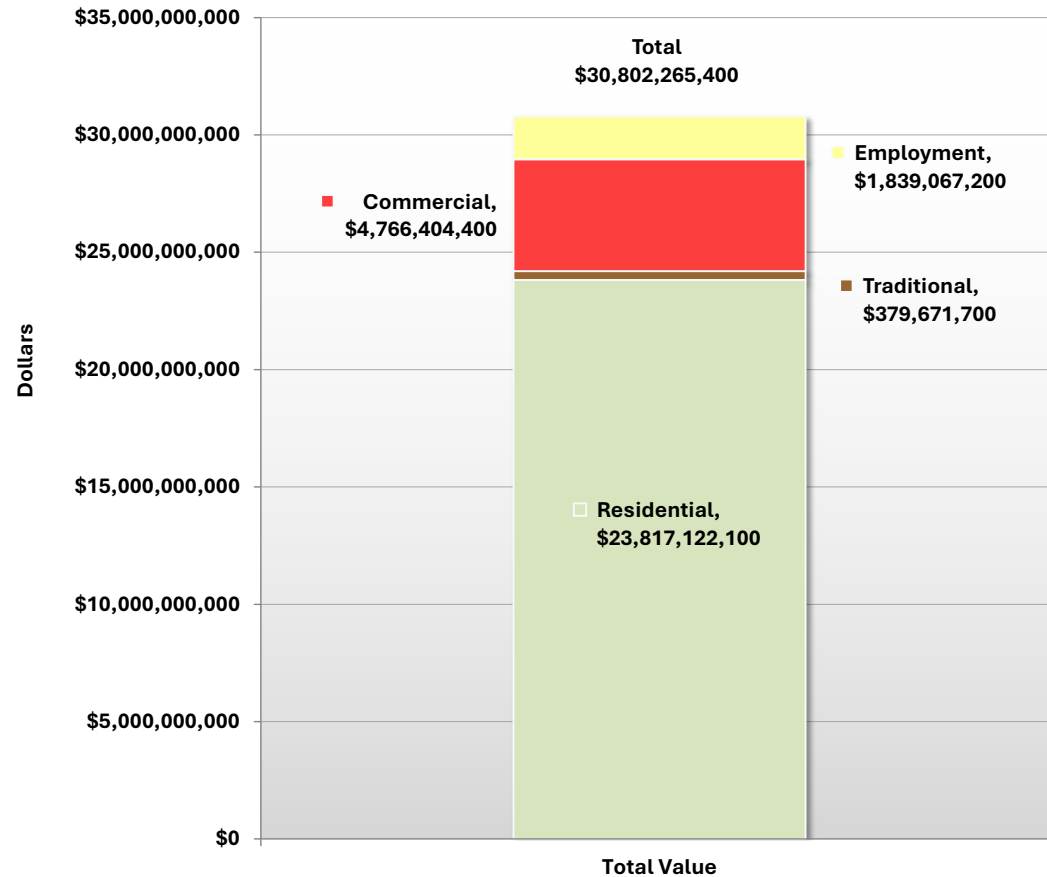 $35,000,000,000
Total
$30,802,265,400
$30,000,000,000
Employment,
$1,839,067,200
Commercial,
$4,766,404,400
$25,000,000,000
Traditional,
$379,671,700
Dollars
$20,000,000,000
$15,000,000,000
Residential,
$23,817,122,100
$10,000,000,000
$5,000,000,000
$0
Total Value